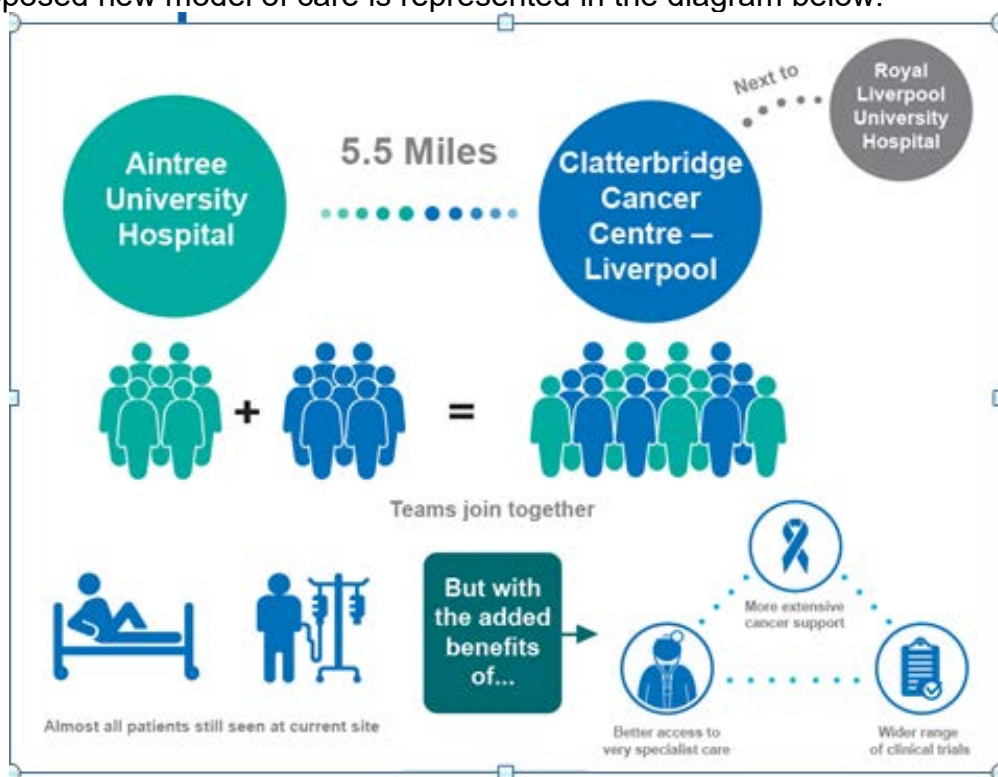 posed new model of care is represented in the diagram below.
Next to
Royal
Liverpool
University
Hospital
Aintree
University
Hospital
5.5 Miles
Clatterbridge
Cancer
Centre —
Liverpool
+
=
Teams join together
But with
the added
benefits
of...
More extensive
cancer support
Almost all patients still seen at current site
Better access to
very specialist care
Wider range
of clinical trials